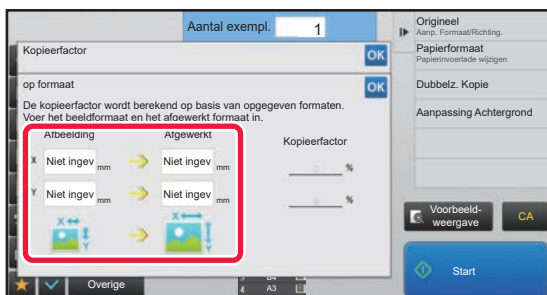 Aantal exempl. 1
Kopieerfactor OK
op formaat OK
De kopieerfactor wordt berekend op basis van opgegeven formaten.
Voer het beeldformaat en het afgewerkt formaat in.
Afbeelding Afgewerkt Kopieerfactor
X Niet ingev mm Niet ingev mm %
Y Niet ingev mm Niet ingev mm %
X X
Y Y
Overige
A3
Origineel
Aanp. Formaat/Richting.
Papierformaat
Papierinvoerlade wijzigen
Dubbelz. Kopie
Aanpassing Achtergrond
Voorbeeld-
weergave
CA
Start